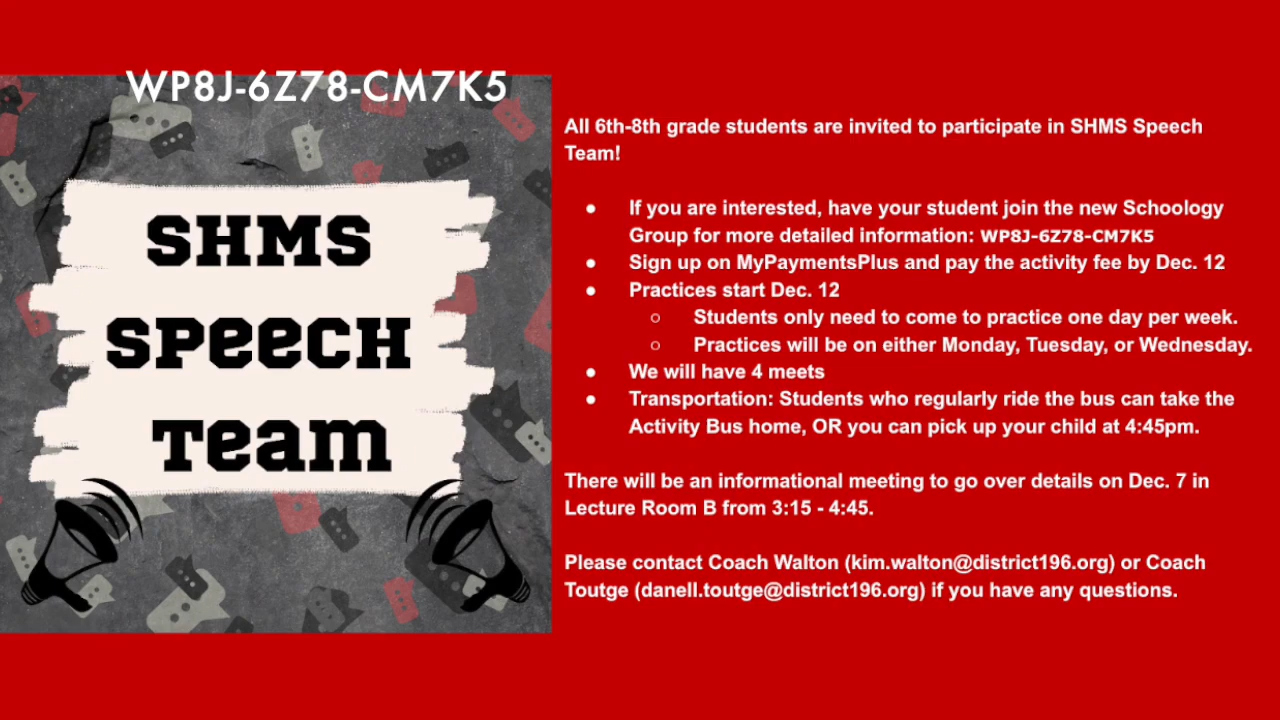 WP8J-6Z78-CM7K5
SHMS
SPEECH
Team
All 6th-8th grade students are invited to participate in SHMS Speech
Team!
● If you are interested, have your student join the new Schoology
Group for more detailed information: WP8J-6Z78-CM7K5
● Sign up on MyPaymentsPlus and pay the activity fee by Dec. 12
● Practices start Dec. 12
○ Students only need to come to practice one day per week.
○ Practices will be on either Monday, Tuesday, or Wednesday.
● We will have 4 meets
● Transportation: Students who regularly ride the bus can take the
Activity Bus home, OR you can pick up your child at 4:45pm.
There will be an informational meeting to go over details on Dec. 7 in
Lecture Room B from 3:15 - 4:45.
Please contact Coach Walton (kim.walton@district196.org) or Coach
Toutge (danell.toutge@district196.org) if you have any questions.